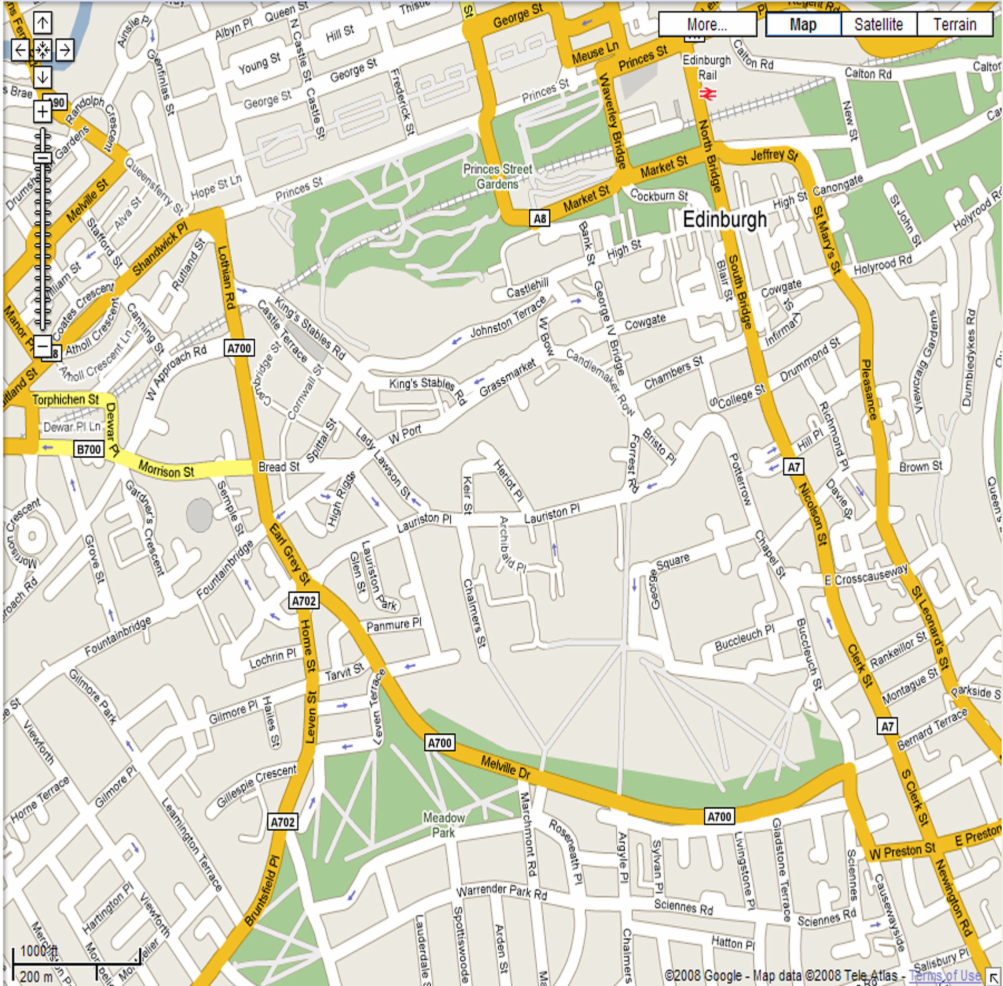 More...
Map
Satellite
Terrain
Ainslie Pl
Albyn Pl
Queen St
N Castle St
Hill St
Thistle
St
George St
Meuse Ln
Princes St
Regent Rd
Glenfinlas St
Young St
George St
George St
N Castle St
Frederick St
Princes St
Waverley Bridge
Edinburgh
Rail
Calton Rd
Calton Rd
Randolph Crescent
Gardens
Queensferry St
Melville St
Hope St Ln
Princes St
Princes Street
Gardens
North Bridge
New St
Jeffrey St
Market St
Market St
Canongate
Alva St
Stafford St
Shandwick Pl
Rutland St
Lothian Rd
A8
Cockburn St
Edinburgh
High St
High St
St Mary's St
St John St
Holyrood Rd
Holyrood Rd
Bank St
Coates Crescent
Atholl Crescent
Atholl Crescent Ln
Canning St
W Approach Rd
Castlehill
Johnston Terrace
King's Stables Rd
Castle Terrace
George IV Bridge
Cowgate
Cowgate
Blair St
South Bridge
Infirmary St
Drummond St
A700
Cambridge St
Cornwall St
King's Stables
Rd
Grassmarket
W Bow
Candlemaker Row
Chambers St
S College St
Pleasance
Viewcraig Gardens
Dumbiedykes Rd
Torphichen St
Dewar Pl Ln
Dewar Pl
B700
Morrison St
Bread St
Spittal St
Lady Lawson St
W Port
Bristo Pl
Forrest Rd
Richmond Pl
Hill Pl
A7
Brown St
Potterrow
Davie St
Nicolson St
Gardner's Crescent
Semple St
High Riggs
Lauriston Pl
Lauriston Pl
Keir St
Heriot Pl
Archibald Pl
Morrison Crescent
Grove St
Fountainbridge
Fountainbridge
Earl Grey St
A702
Lauriston Park
Glen St
Chalmers St
George
Square
Chapel St
E Crosscauseway
St Leonard's St
Panmure Pl
Home St
Lochrin Pl
Tarvit St
Buccleuch Pl
Buccleuch St
Clerk St
Rankeillor St
Montague St
Parkside S
Gilmore Park
Gilmore Pl
Hailes St
Leven St
Leven Terrace
A700
Melville Dr
A700
A7
Bernard Terrace
Viewforth
Horne Terrace
Gilmore Pl
Gillespie Crescent
A702
Leamington Terrace
Meadow
Park
S Clerk St
W Preston St
E Preston
Marchmont Rd
Roseneath Pl
Argyle Pl
Sylvan Pl
Livingstone Pl
Gladstone Terrace
Sciennes
Causewayside
Newington Rd
Hartington Pl
Viewforth
Bruntsfield Pl
Warrender Park Rd
Sciennes Rd
Sciennes Rd
Hatton Pl
Salisbury Pl
Lauderdale S
Spottiswoode
Arden St
Chalmers
1000 ft
200 m
©2008 Google - Map data ©2008 Tele Atlas - Terms of Use